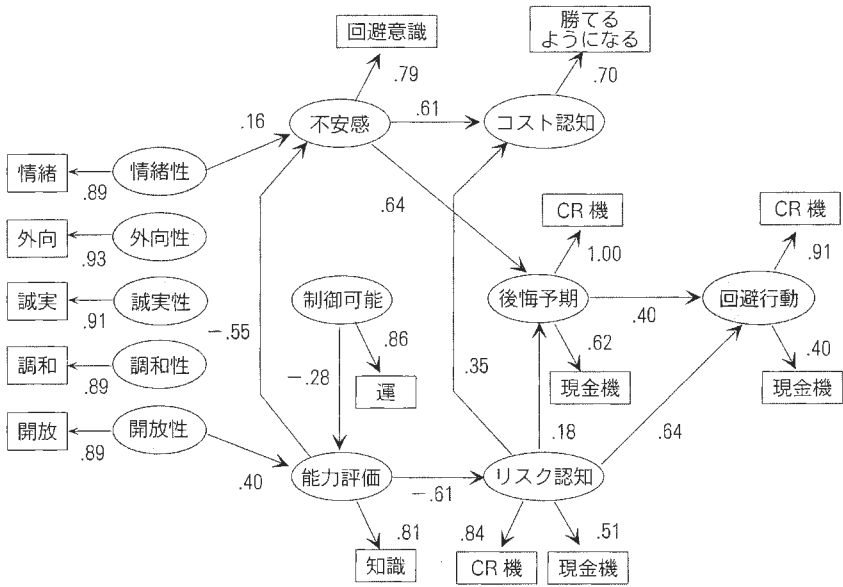 回避意識
勝てる
ようになる
.79
.70
不安感
.61
コスト認知
.16
情緒
.89
情緒性
.64
CR 機
CR 機
外向
.93
外向性
1.00
.91
誠実
.91
誠実性
制御可能
後悔予期
.40
回避行動
－.55
.86
.62
.40
調和
.89
調和性
－.28
運
.35
現金機
現金機
開放
.89
開放性
.18
.64
.40
能力評価
－.61
リスク認知
.81
.84
.51
知識
CR 機
現金機